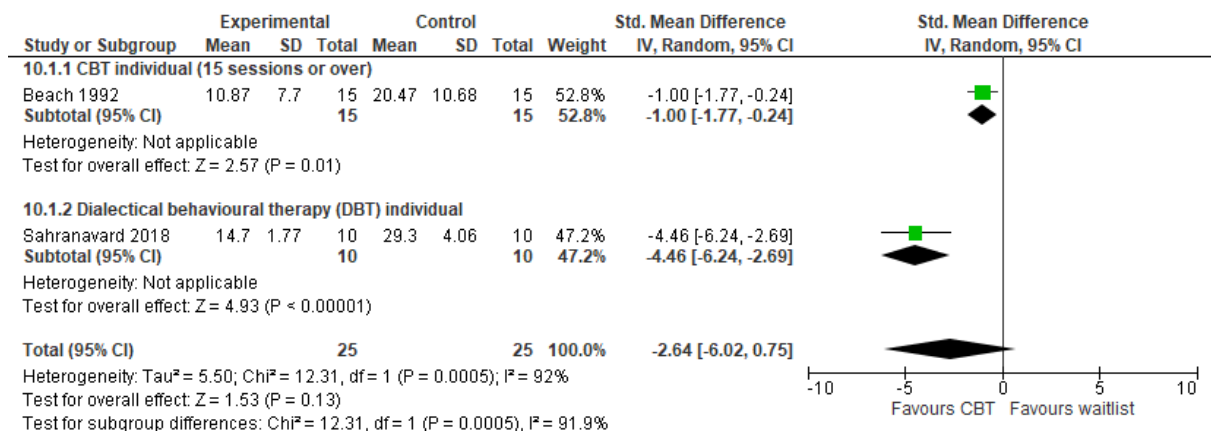 Experimental Control Std. Mean Difference Std. Mean Difference
Study or Subgroup Mean SD Total Mean SD Total Weight IV, Random, 95% CI IV, Random, 95% CI
10.1.1 CBT individual (15 sessions or over)
Beach 1992 10.87 7.7 15 20.47 10.68 15 52.8% -1.00 [-1.77, -0.24]
Subtotal (95% CI) 15 15 52.8% -1.00 [-1.77, -0.24]
Heterogeneity: Not applicable
Test for overall effect: Z = 2.57 (P = 0.01)
10.1.2 Dialectical behavioural therapy (DBT) individual
Sahranavard 2018 14.7 1.77 10 29.3 4.06 10 47.2% -4.46 [-6.24, -2.69]
Subtotal (95% CI) 10 10 47.2% -4.46 [-6.24, -2.69]
Heterogeneity: Not applicable
Test for overall effect: Z = 4.93 (P < 0.00001)
Total (95% CI) 25 25 100.0% -2.64 [-6.02, 0.75]
Heterogeneity: Tau² = 5.50; Chi² = 12.31, df = 1 (P = 0.0005); I² = 92%
Test for overall effect: Z = 1.53 (P = 0.13)
Test for subgroup differences: Chi² = 12.31, df = 1 (P = 0.0005), I² = 91.9%
-10 -5 0 5 10
Favours CBT Favours waitlist